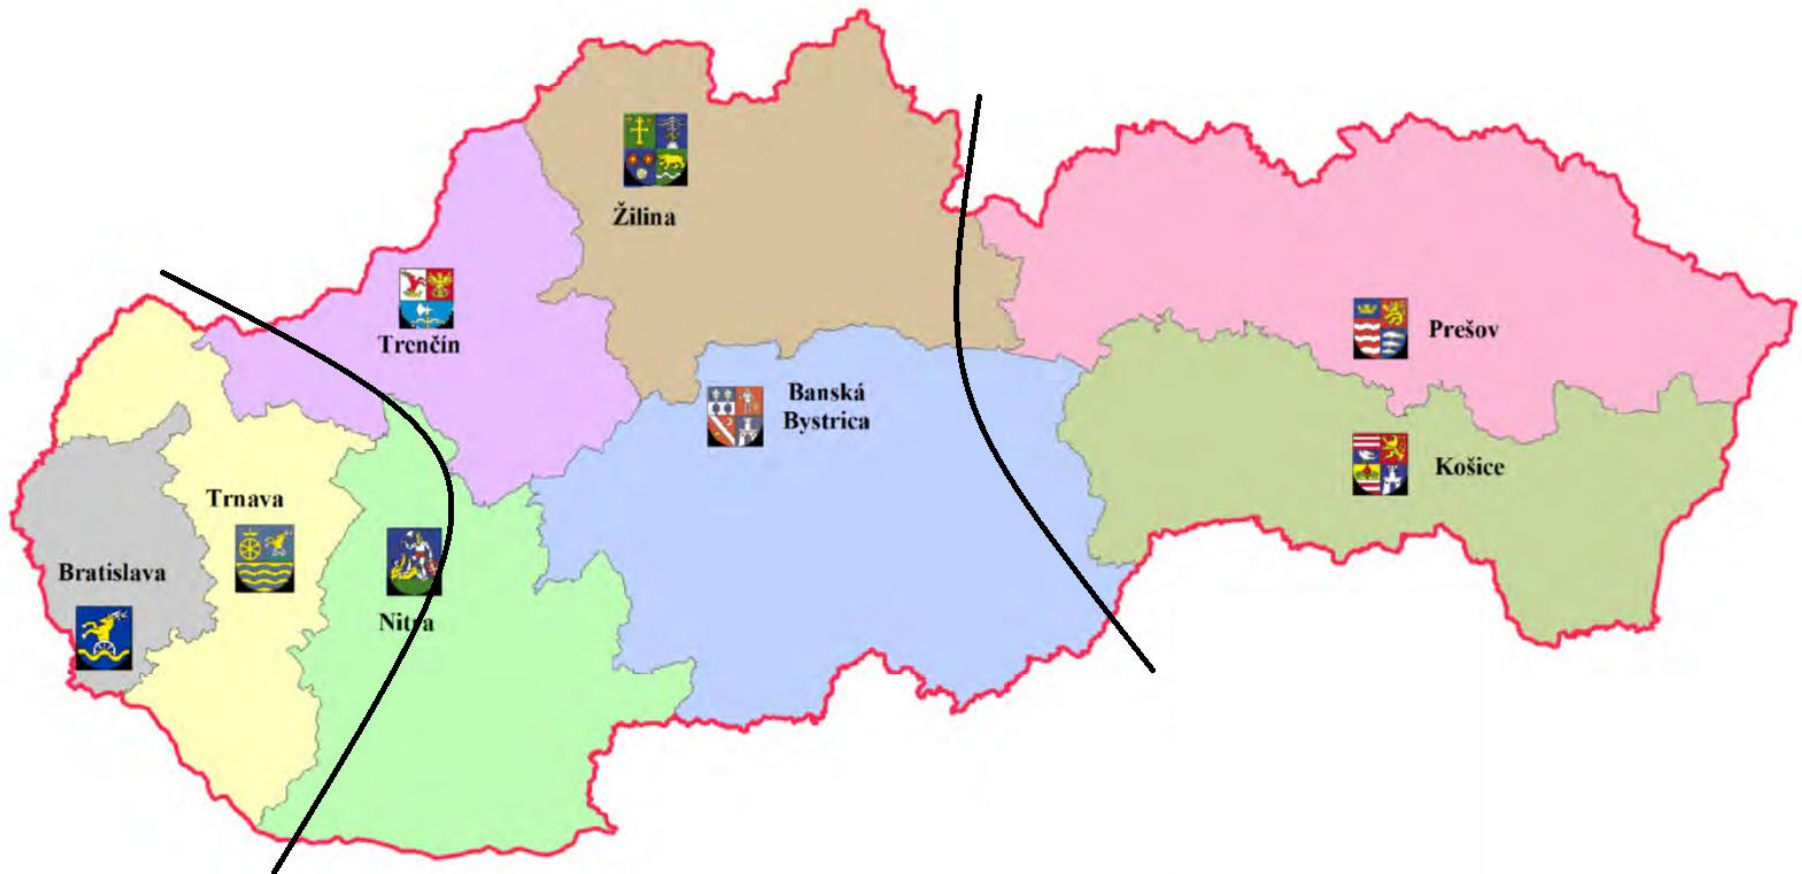 Žilina
Trenčín
Prešov
Banská
Bystrica
Košice
Trnava
Bratislava
Nitra